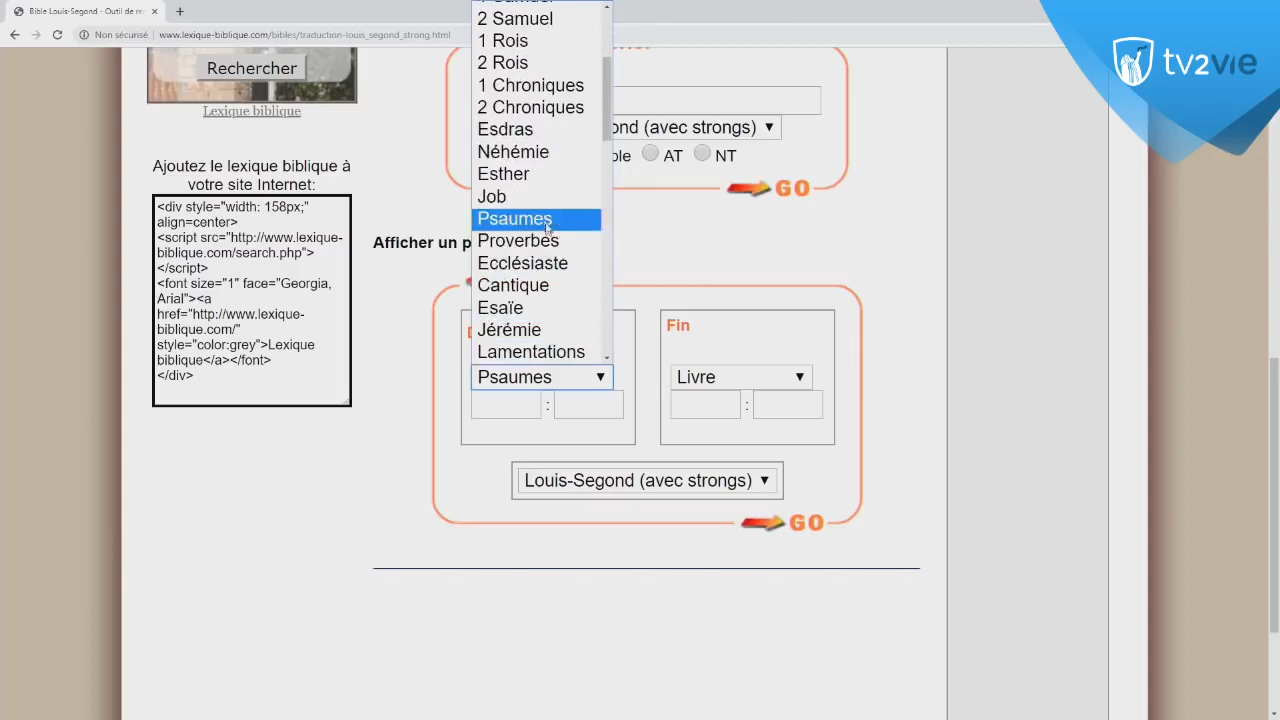 Bible Louis-Segond - Outil de re
Non sécurisé
www.lexique-biblique.com/bibles/traduction-louis_segond_strong.html
tv2vie
Rechercher
Lexique biblique
Ajoutez le lexique biblique à
votre site Internet:
<div style="width: 158px;"
align=center>
<script src="http://www.lexique-
biblique.com/search.php">
</script>
<font size="1" face="Georgia,
Arial"><a
href="http://www.lexique-
biblique.com/"
style="color:grey">Lexique
biblique</a></font>
</div>
2 Samuel
1 Rois
2 Rois
1 Chroniques
2 Chroniques
Esdras
Néhémie
Esther
Job
Psaumes
Proverbes
Ecclésiaste
Cantique
Esaïe
Jérémie
Lamentations
ond (avec strongs)
ble AT NT
GO
Afficher un p
Psaumes
:
Fin
Livre
:
Louis-Segond (avec strongs)
GO